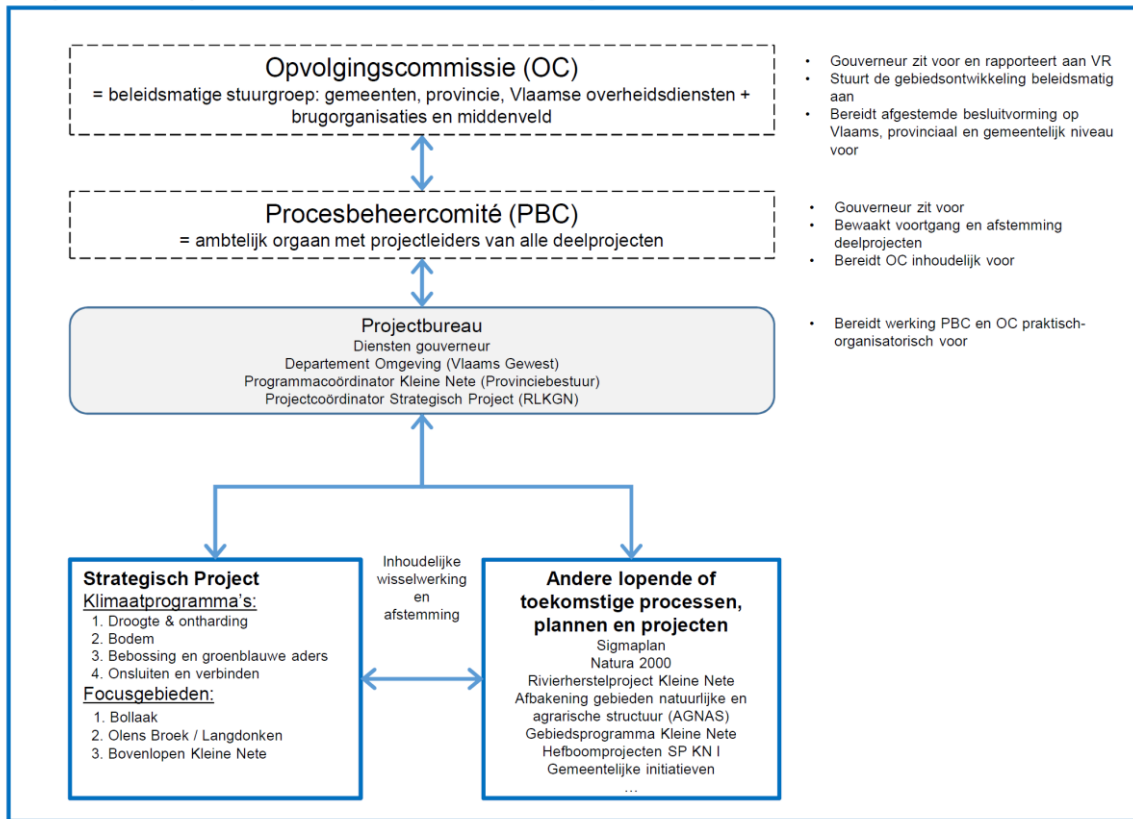 Opvolgingscommissie (OC)
= beleidsmatige stuurgroep: gemeenten, provincie, Vlaamse overheidsdiensten +
brugorganisaties en middenveld
• Gouverneur zit voor en rapporteert aan VR
• Stuurt de gebiedsontwikkeling beleidsmatig
aan
• Bereidt afgestemde besluitvorming op
Vlaams, provinciaal en gemeentelijk niveau
voor
Procesbeheercomité (PBC)
= ambtelijk orgaan met projectleiders van alle deelprojecten
• Gouverneur zit voor
• Bewaakt voortgang en afstemming
deelprojecten
• Bereidt OC inhoudelijk voor
Projectbureau
Diensten gouverneur
Departement Omgeving (Vlaams Gewest)
Programmacoördinator Kleine Nete (Provinciebestuur)
Projectcoördinator Strategisch Project (RLKGN)
• Bereidt werking PBC en OC praktisch-
organisatorisch voor
Strategisch Project
Klimaatprogramma's:
1. Droogte & ontharding
2. Bodem
3. Bebossing en groenblauwe aders
4. Onsluiten en verbinden
Focusgebieden:
1. Bollaak
2. Olens Broek / Langdonken
3. Bovenlopen Kleine Nete
Inhoudelijke
wisselwerking
en
afstemming
Andere lopende of
toekomstige processen,
plannen en projecten
Sigmaplan
Natura 2000
Rivierherstelproject Kleine Nete
Afbakening gebieden natuurlijke en
agrarische structuur (AGNAS)
Gebiedsprogramma Kleine Nete
Hefboomprojecten SP KN I
Gemeentelijke initiatieven
…